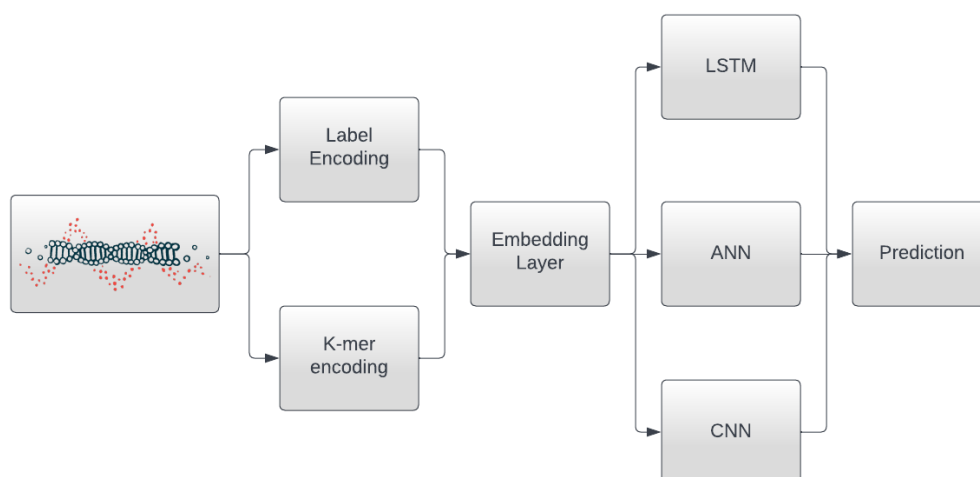 Label
Encoding
K-mer
encoding
Embedding
Layer
LSTM
ANN
CNN
Prediction